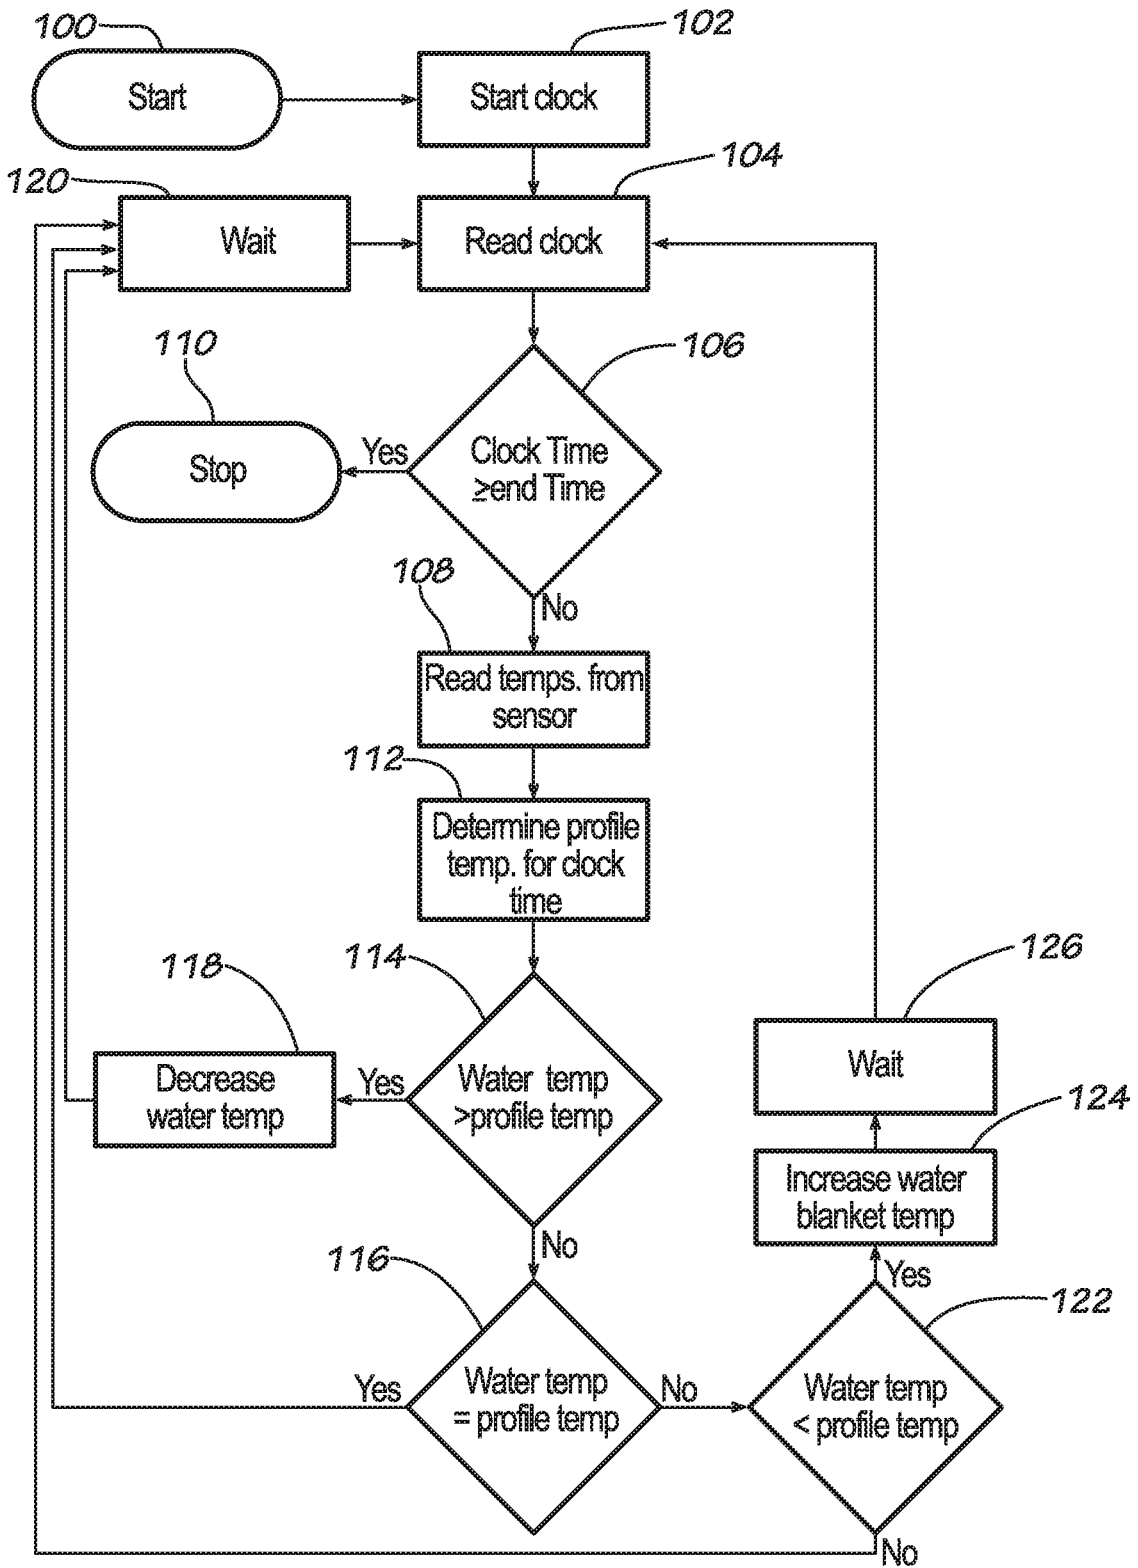 100
102
Start
Start clock
104
120
Wait
Read clock
110
106
Stop
Yes
Clock Time
≥end Time
108
No
Read temps. from
sensor
112
Determine profile
temp. for clock
time
114
118
126
Decrease
water temp
Yes
Water temp
>profile temp
Wait
124
Increase water
blanket temp
No
116
Yes
122
Yes
Water temp
= profile temp
No
Water temp
< profile temp
No